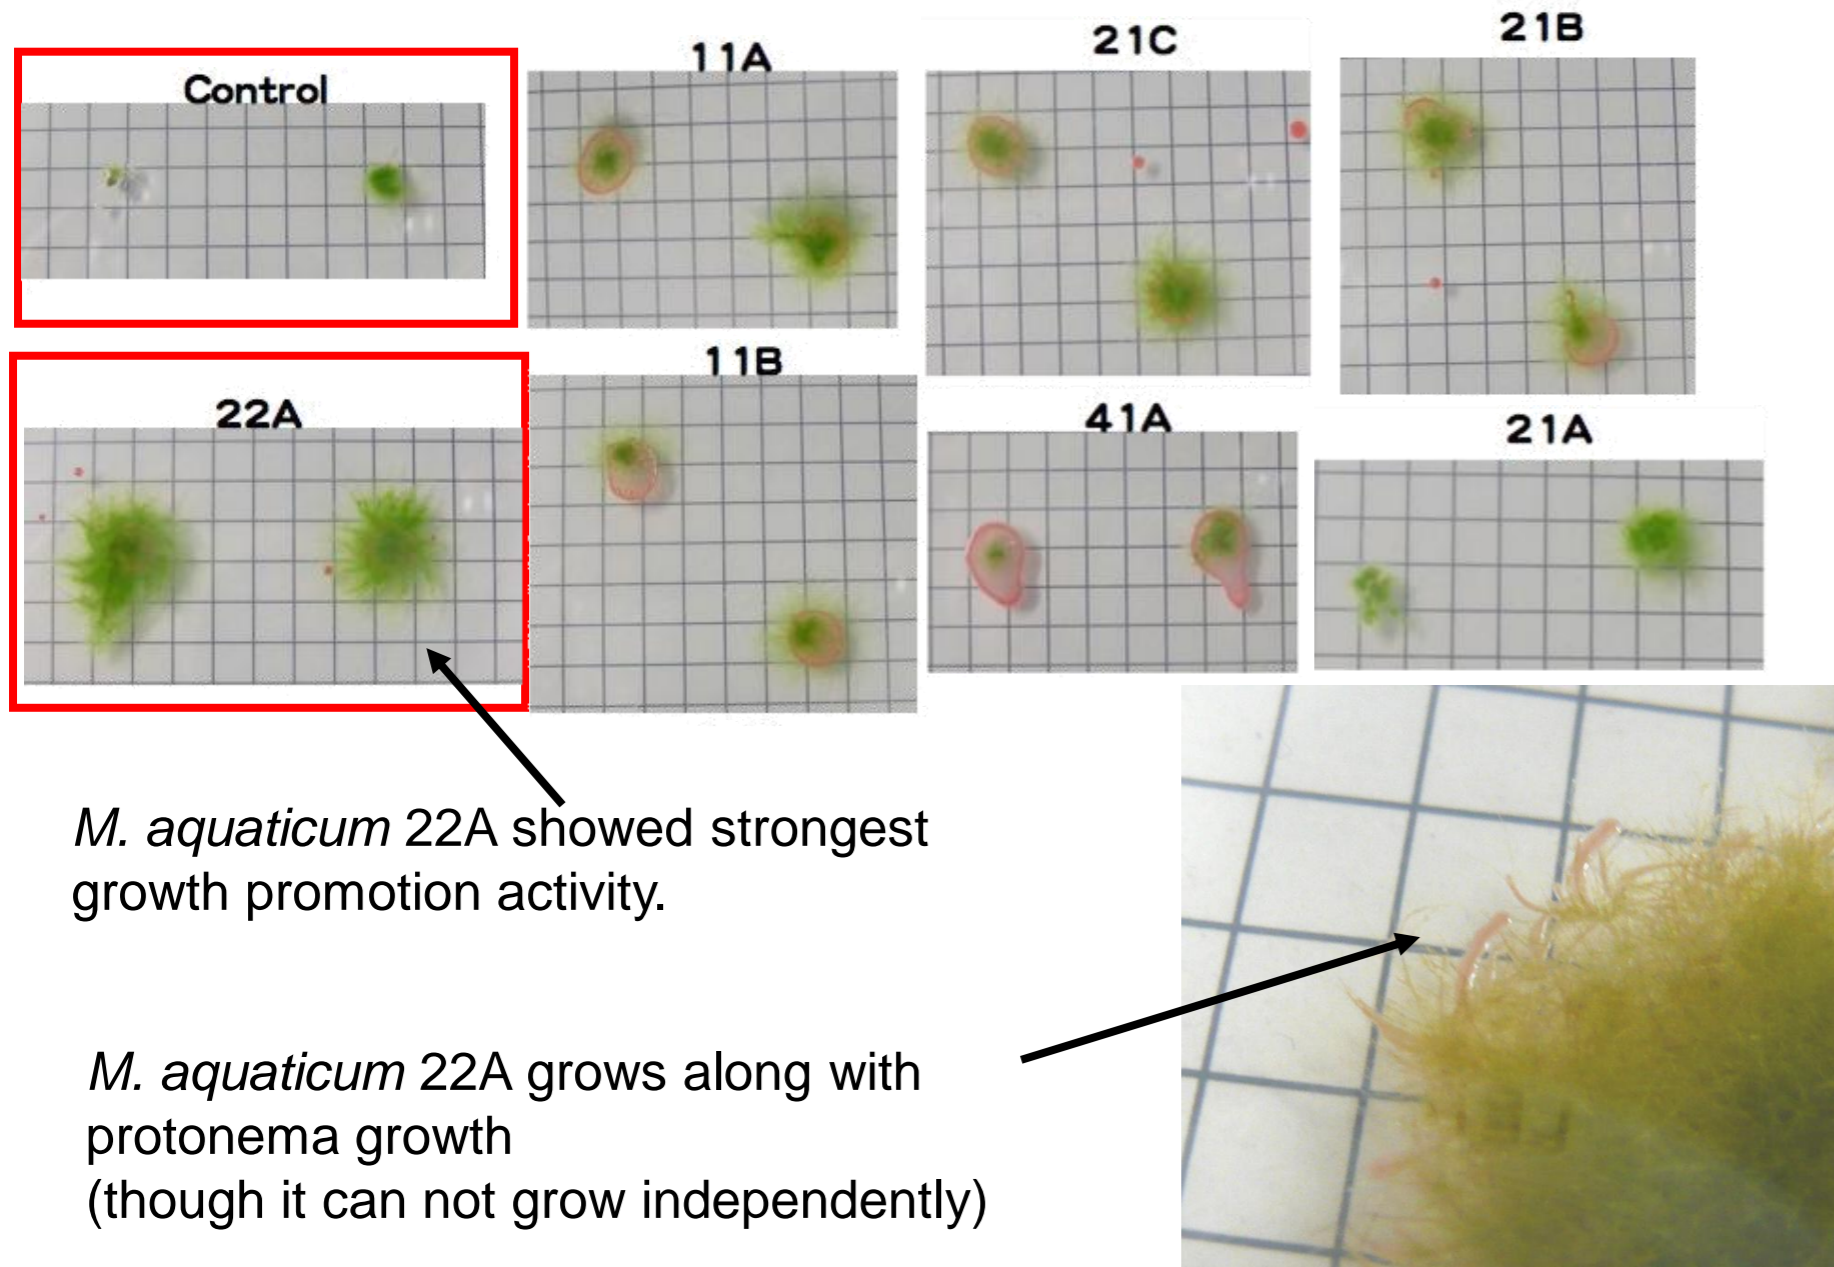 Control
11A
21C
21B
22A
11B
41A
21A
M. aquaticum 22A showed strongest
growth promotion activity.
M. aquaticum 22A grows along with
protonema growth
(though it can not grow independently)